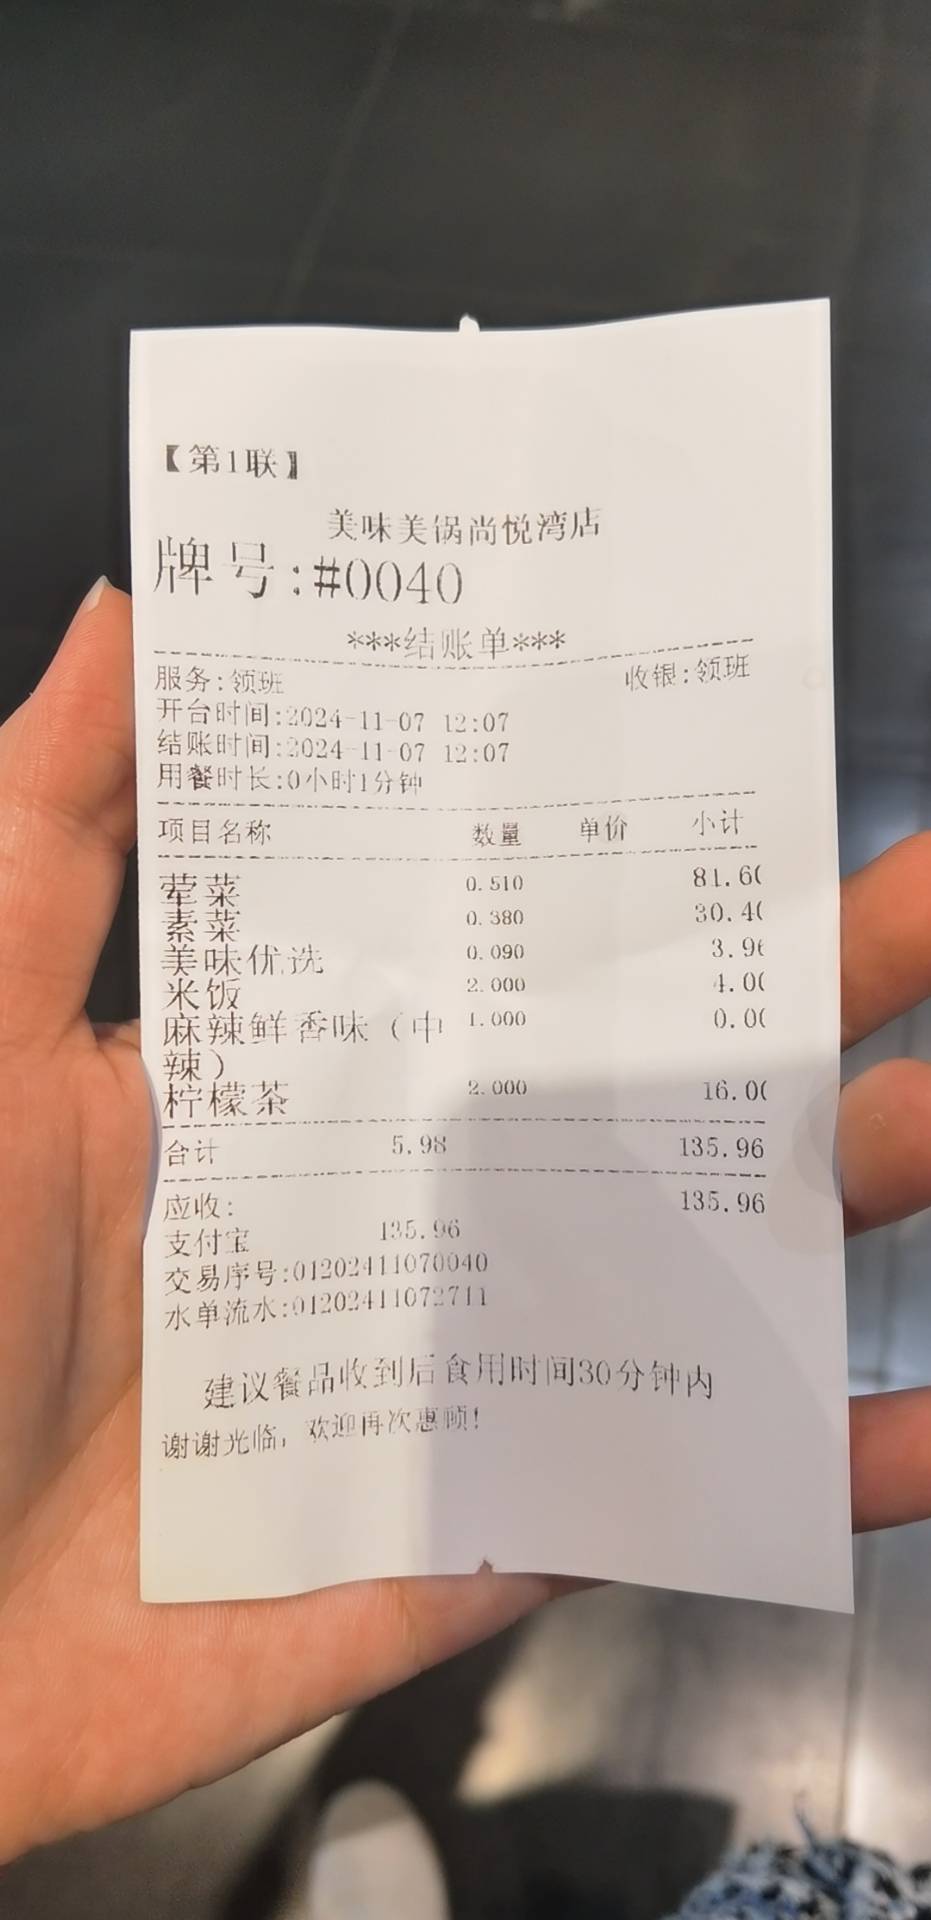 【第1联】
美味美锅尚悦湾店
牌号:#0040
***结账单***
服务:领班 收银:领班
开台时间:2024-11-07 12:07
结账时间:2024-11-07 12:07
用餐时长:0小时1分钟
项目名称 数量 单价 小计
荤菜 0.510 81.60
素菜 0.380 30.40
美味优选 0.090 3.96
米饭 2.000 4.00
麻辣鲜香味（中 1.000 0.00
辣）
柠檬茶 2.000 16.00
合计 5.98 135.96
应收: 135.96
支付宝 135.96
交易序号:01202411070040
水单流水:01202411072711
建议餐品收到后食用时间30分钟内
谢谢光临，欢迎再次惠顾!